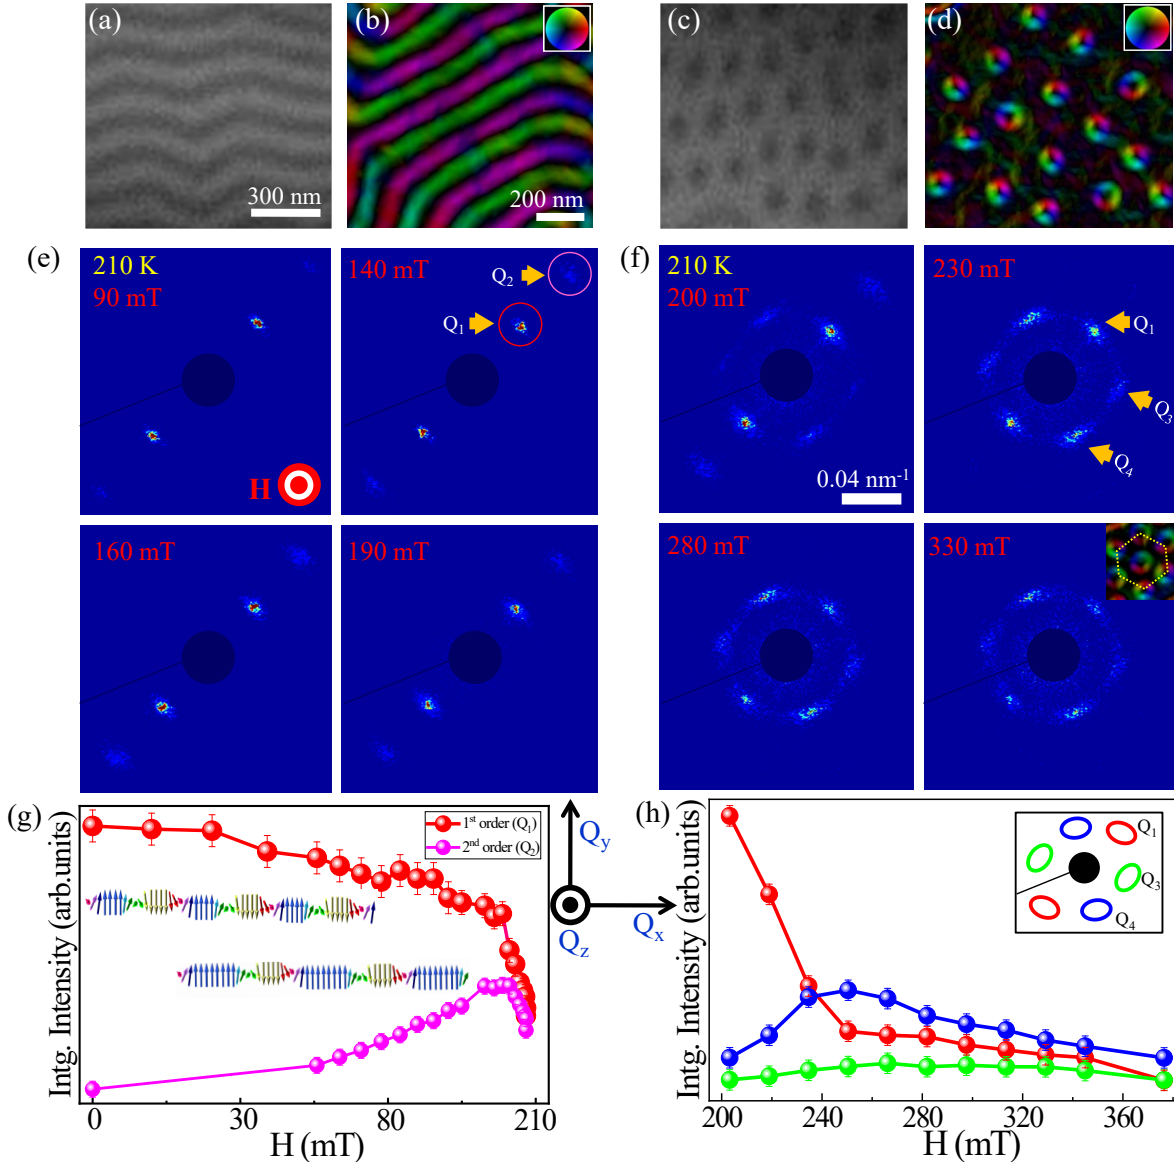 (a)
300 nm
(b)
200 nm
(c)
(d)
(e)
210 K
90 mT
H
140 mT
Q2
Q1
160 mT
190 mT
(f)
210 K
200 mT
0.04 nm-1
230 mT
Q1
Q3
Q4
280 mT
330 mT
(g)
Intg. Intensity (arb.units)
1st order (Q1)
2nd order (Q2)
0
30
80
210
H (mT)
Qy
Qx
Qz
(h)
Intg. Intensity (arb.units)
Q1
Q3
Q4
200
240
280
320
360
H (mT)